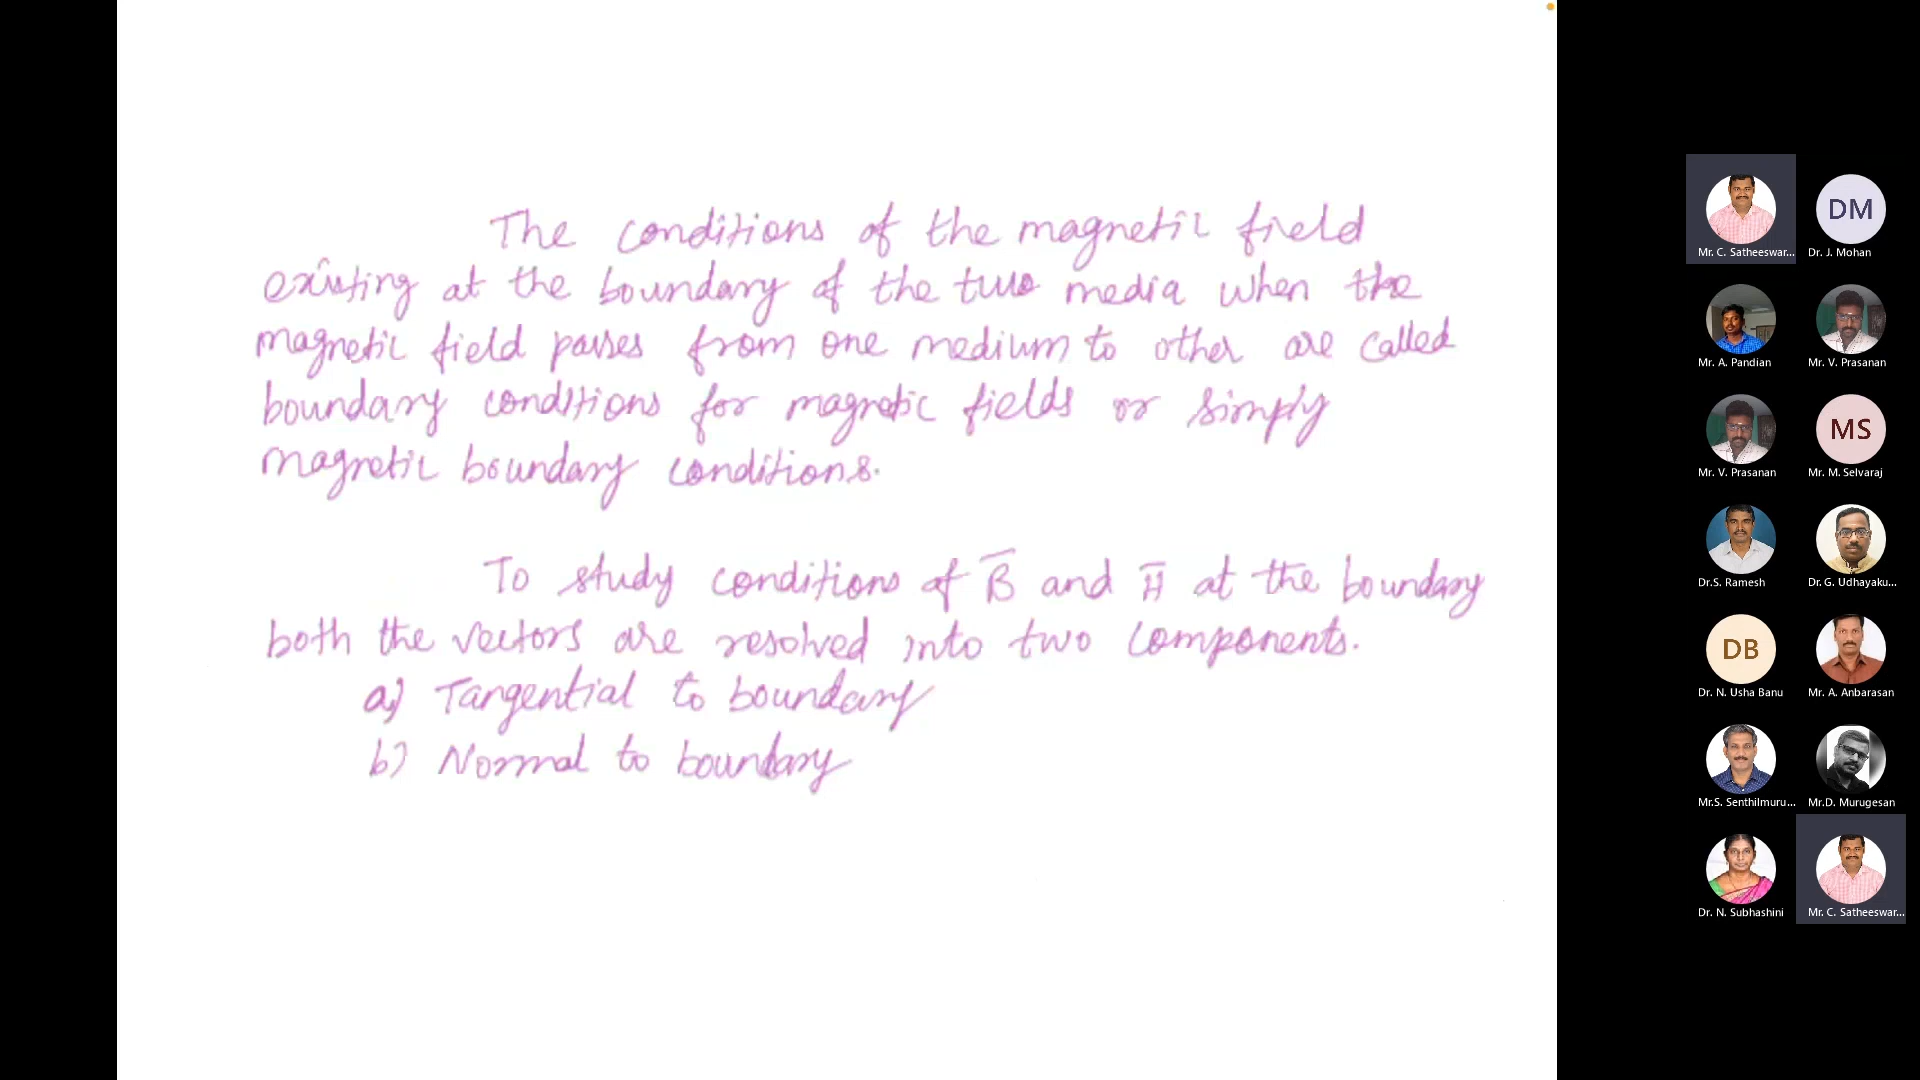 The conditions of the magnetic field
existing at the boundary of the two media when the
magnetic field passes from one medium to other are called
boundary conditions for magnetic fields or simply
magnetic boundary conditions.
To study conditions of B̅ and H̅ at the boundary
both the vectors are resolved into two components.
a) Tangential to boundary
b) Normal to boundary
Mr. C. Satheeswar...
DM
Dr. J. Mohan
Mr. A. Pandian
Mr. V. Prasanan
Mr. V. Prasanan
MS
Mr. M. Selvaraj
Dr.S. Ramesh
Dr. G. Udhayaku...
DB
Dr. N. Usha Banu
Mr. A. Anbarasan
Mr.S. Senthilmuru...
Mr.D. Murugesan
Dr. N. Subhashini
Mr. C. Satheeswar...